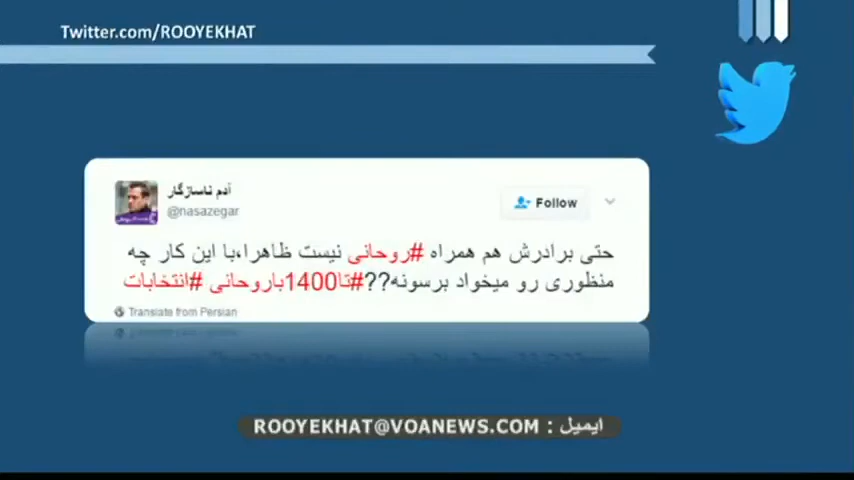 Twitter.com/ROOYEKHAT
آدم ناسازگار
@nasazegar
Follow
حتی برادرش هم همراه #روحانی نیست ظاهرا،با این کار چه
منظوری رو میخواد برسونه??#تا1400باروحانی #انتخابات
Translate from Persian
ایمیل : ROOYEKHAT@VOANEWS.COM